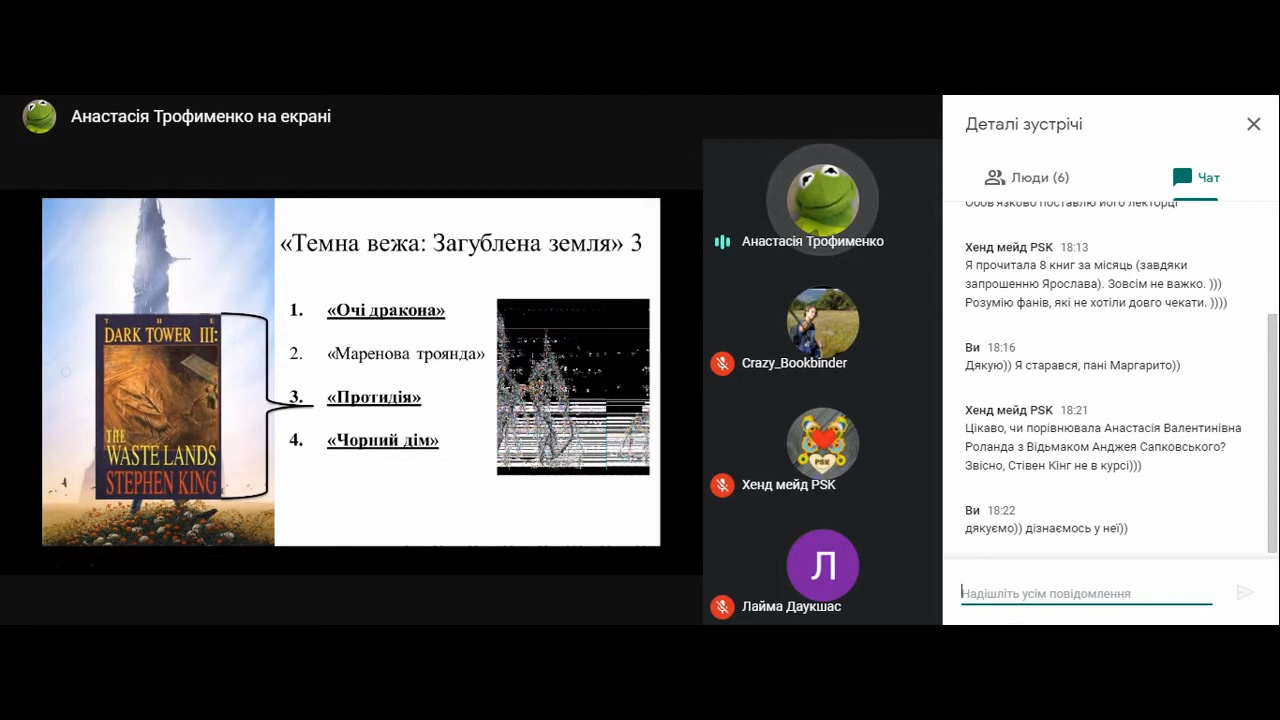 Анастасія Трофименко на екрані
«Темна вежа: Загублена земля» 3
1. «Очі дракона»
2. «Маренова троянда»
3. «Протидія»
4. «Чорний дім»
THE
DARK TOWER III:
THE
WASTE LANDS
STEPHEN KING
Анастасія Трофименко
Crazy_Bookbinder
PSK
Хенд мейд PSK
Л
Лайма Даукшас
Деталі зустрічі
Люди (6)
Чат
Обов'язково поставлю його лекторці
Хенд мейд PSK 18:13
Я прочитала 8 книг за місяць (завдяки
запрошенню Ярослава). Зовсім не важко. )))
Розумію фанів, які не хотіли довго чекати. ))))
Ви 18:16
Дякую)) Я старався, пані Маргарито))
Хенд мейд PSK 18:21
Цікаво, чи порівнювала Анастасія Валентинівна
Роланда з Відьмаком Анджея Сапковського?
Звісно, Стівен Кінг не в курсі)))
Ви 18:22
дякуємо)) дізнаємось у неї))
Надішліть усім повідомлення